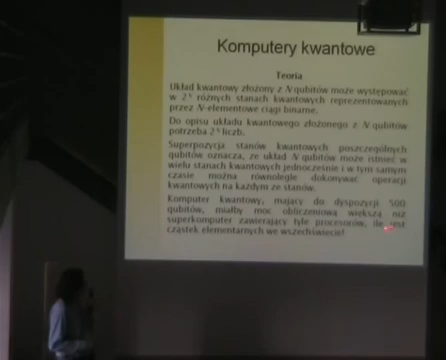 Komputery kwantowe
Teoria
Układ kwantowy złożony z N qubitów może występować
w 2ᴺ różnych stanach kwantowych reprezentowanych
przez N-elementowe ciągi binarne.
Do opisu układu kwantowego złożonego z N qubitów
potrzeba 2ᴺ liczb.
Superpozycja stanów kwantowych poszczególnych
qubitów oznacza, że układ N qubitów może istnieć w
wielu stanach kwantowych jednocześnie i w tym samym
czasie można równolegle dokonywać operacji
kwantowych na każdym ze stanów.
Komputer kwantowy, mający do dyspozycji 500
qubitów, miałby moc obliczeniową większą niż
superkomputer zawierający tyle procesorów, ile jest
cząstek elementarnych we wszechświecie!